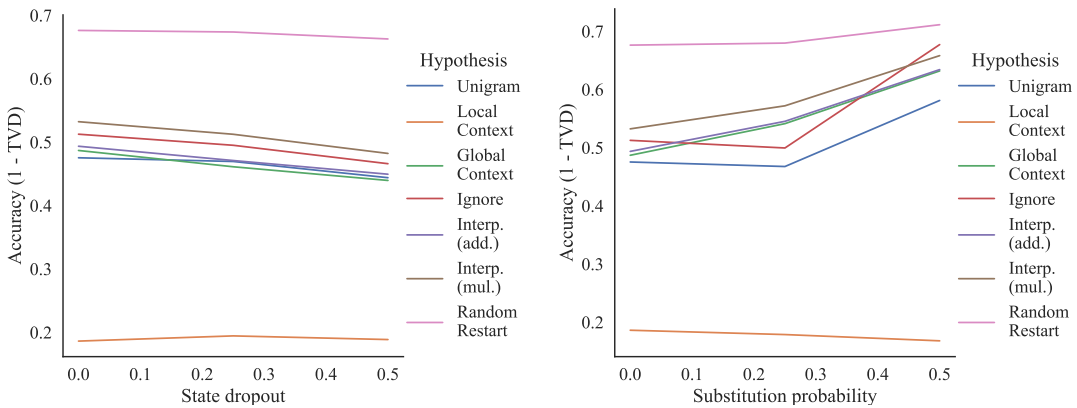 0.7
0.6
0.5
0.4
0.3
0.2
Accuracy (1 - TVD)
0.0 0.1 0.2 0.3 0.4 0.5
State dropout
Hypothesis
Unigram
Local
Context
Global
Context
Ignore
Interp.
(add.)
Interp.
(mul.)
Random
Restart
0.7
0.6
0.5
0.4
0.3
0.2
Accuracy (1 - TVD)
0.0 0.1 0.2 0.3 0.4 0.5
Substitution probability
Hypothesis
Unigram
Local
Context
Global
Context
Ignore
Interp.
(add.)
Interp.
(mul.)
Random
Restart